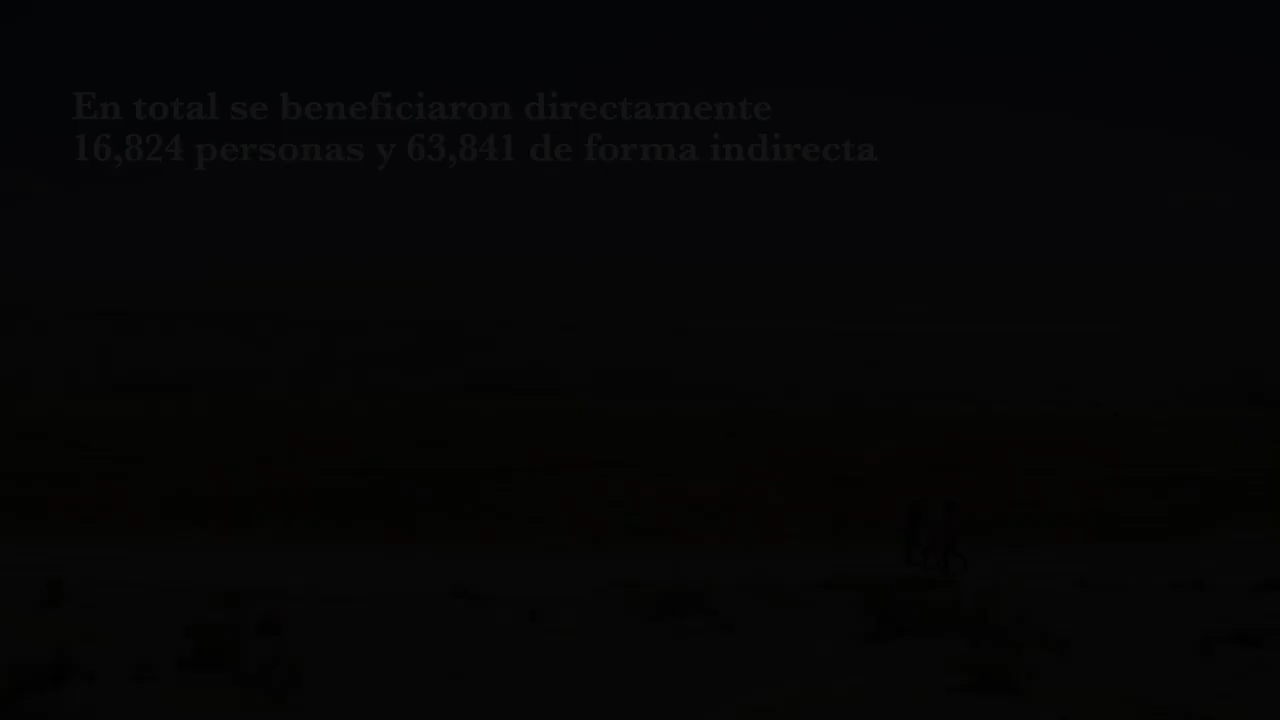 En total se beneficiaron directamente
16,824 personas y 63,841 de forma indirecta